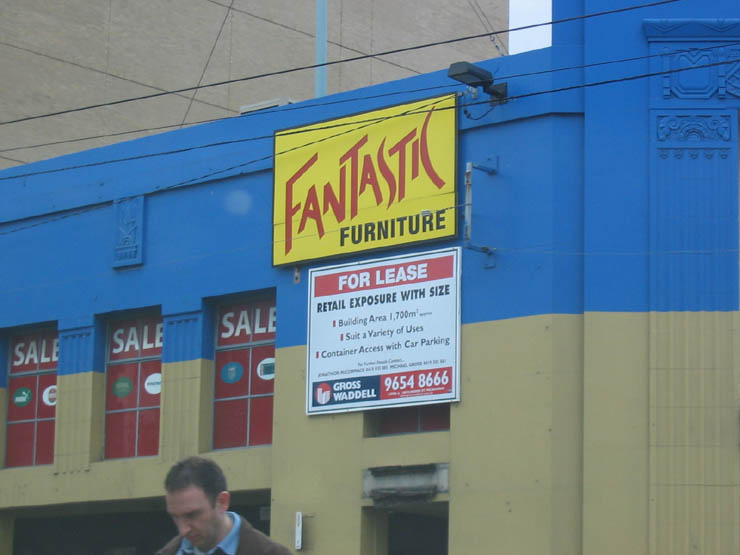 FANTASTIC
FURNITURE
FOR LEASE
RETAIL EXPOSURE WITH SIZE
Building Area 1,700m² approx
Suit a Variety of Uses
Container Access with Car Parking
GROSS
WADDELL
9654 8666
SALE
SALE
SALE